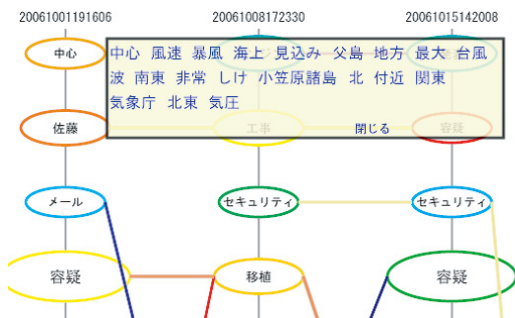 20061001191606 20061008172330 20061015142008
中心
中心 風速 暴風 海上 見込み 父島 地方 最大 台風
波 南東 非常 しけ 小笠原諸島 北 付近 関東
気象庁 北東 気圧
閉じる
佐藤 工事 容疑
メール セキュリティ セキュリティ
容疑 移植 容疑